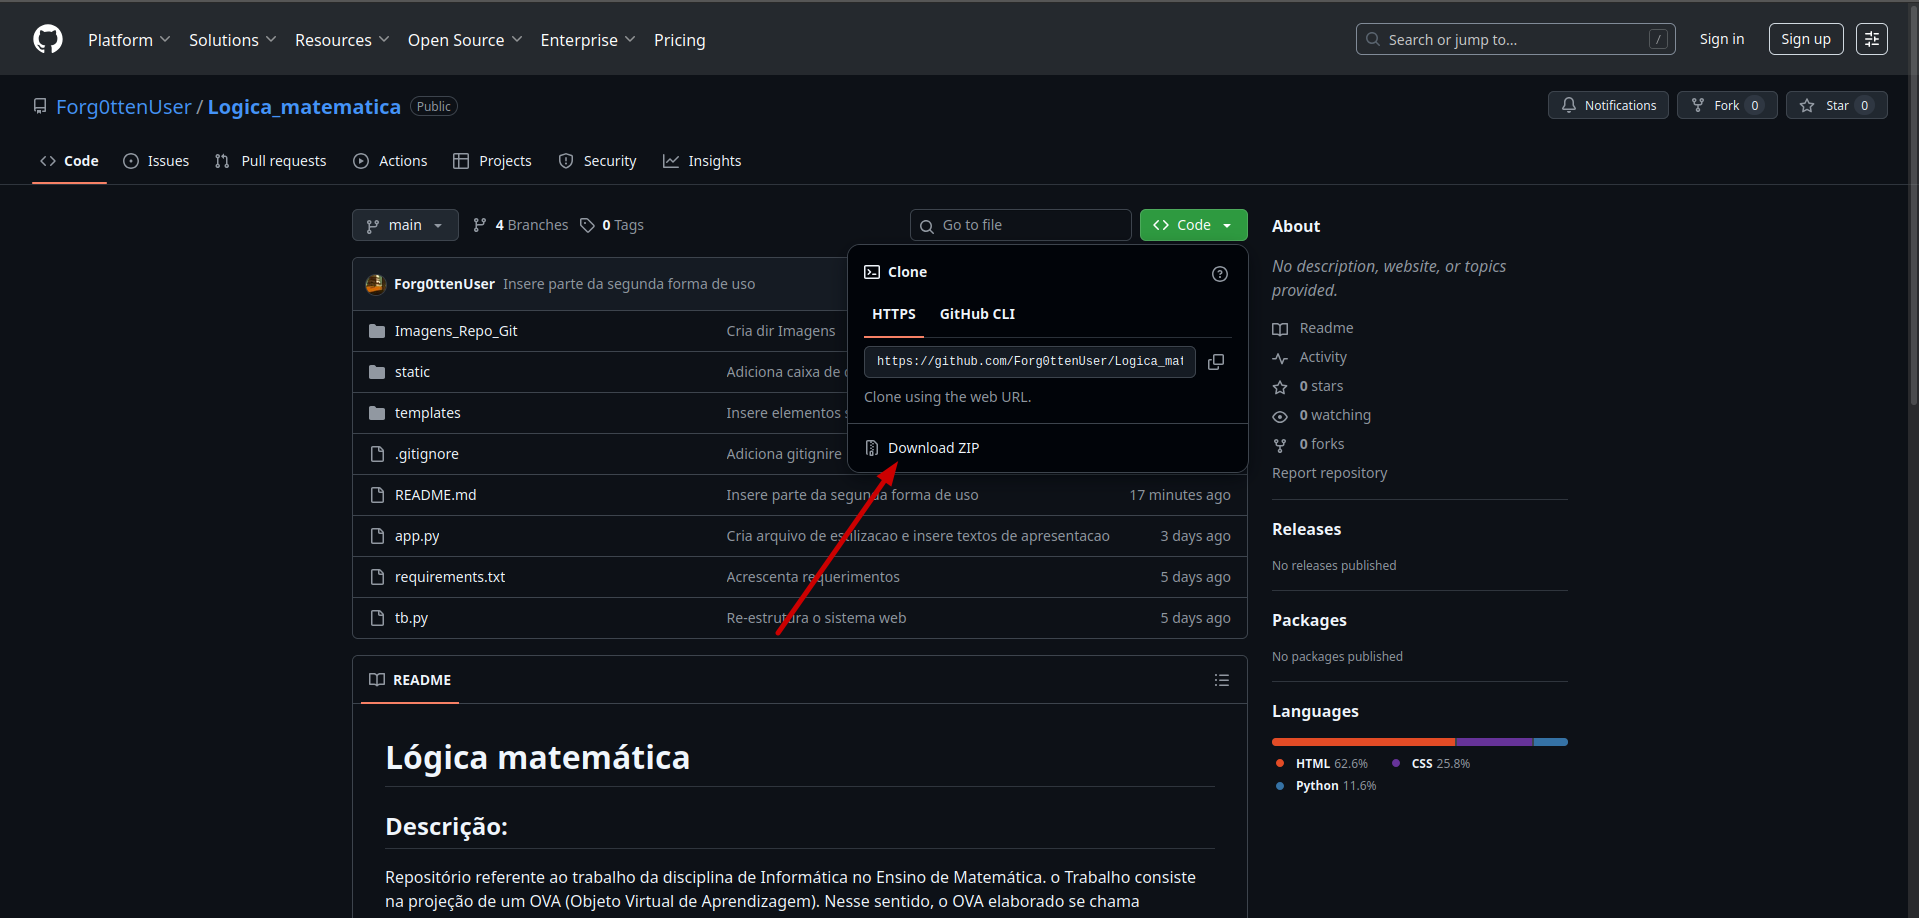 Platform Solutions Resources Open Source Enterprise Pricing Search or jump to... / Sign in Sign up
Forg0ttenUser / Logica_matematica Public Notifications Fork 0 Star 0
Code Issues Pull requests Actions Projects Security Insights
main 4 Branches 0 Tags Go to file Code
Clone
HTTPS GitHub CLI
https://github.com/Forg0ttenUser/Logica_mat
Clone using the web URL.
Download ZIP
Forg0ttenUser Insere parte da segunda forma de uso
Imagens_Repo_Git Cria dir Imagens
static Adiciona caixa de
templates Insere elementos
.gitignore Adiciona gitignire
README.md Insere parte da segunda forma de uso 17 minutes ago
app.py Cria arquivo de estilizacao e insere textos de apresentacao 3 days ago
requirements.txt Acrescenta requerimentos 5 days ago
tb.py Re-estrutura o sistema web 5 days ago
README
Lógica matemática
Descrição:
Repositório referente ao trabalho da disciplina de Informática no Ensino de Matemática. o Trabalho consiste
na projeção de um OVA (Objeto Virtual de Aprendizagem). Nesse sentido, o OVA elaborado se chama
About
No description, website, or topics
provided.
Readme
Activity
0 stars
0 watching
0 forks
Report repository
Releases
No releases published
Packages
No packages published
Languages
HTML 62.6% CSS 25.8%
Python 11.6%